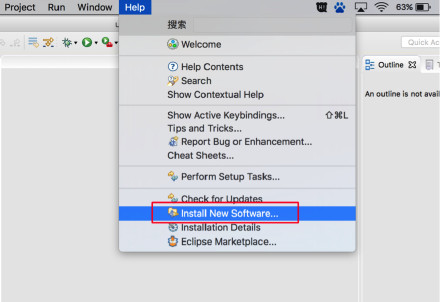 Project Run Window Help 63%
搜索
Quick Ac
Welcome
Help Contents
Search
Show Contextual Help
Outline
An outline is not avai
Show Active Keybindings... ⇧⌘L
Tips and Tricks...
Report Bug or Enhancement...
Cheat Sheets...
Perform Setup Tasks...
Check for Updates
Install New Software...
Installation Details
Eclipse Marketplace...